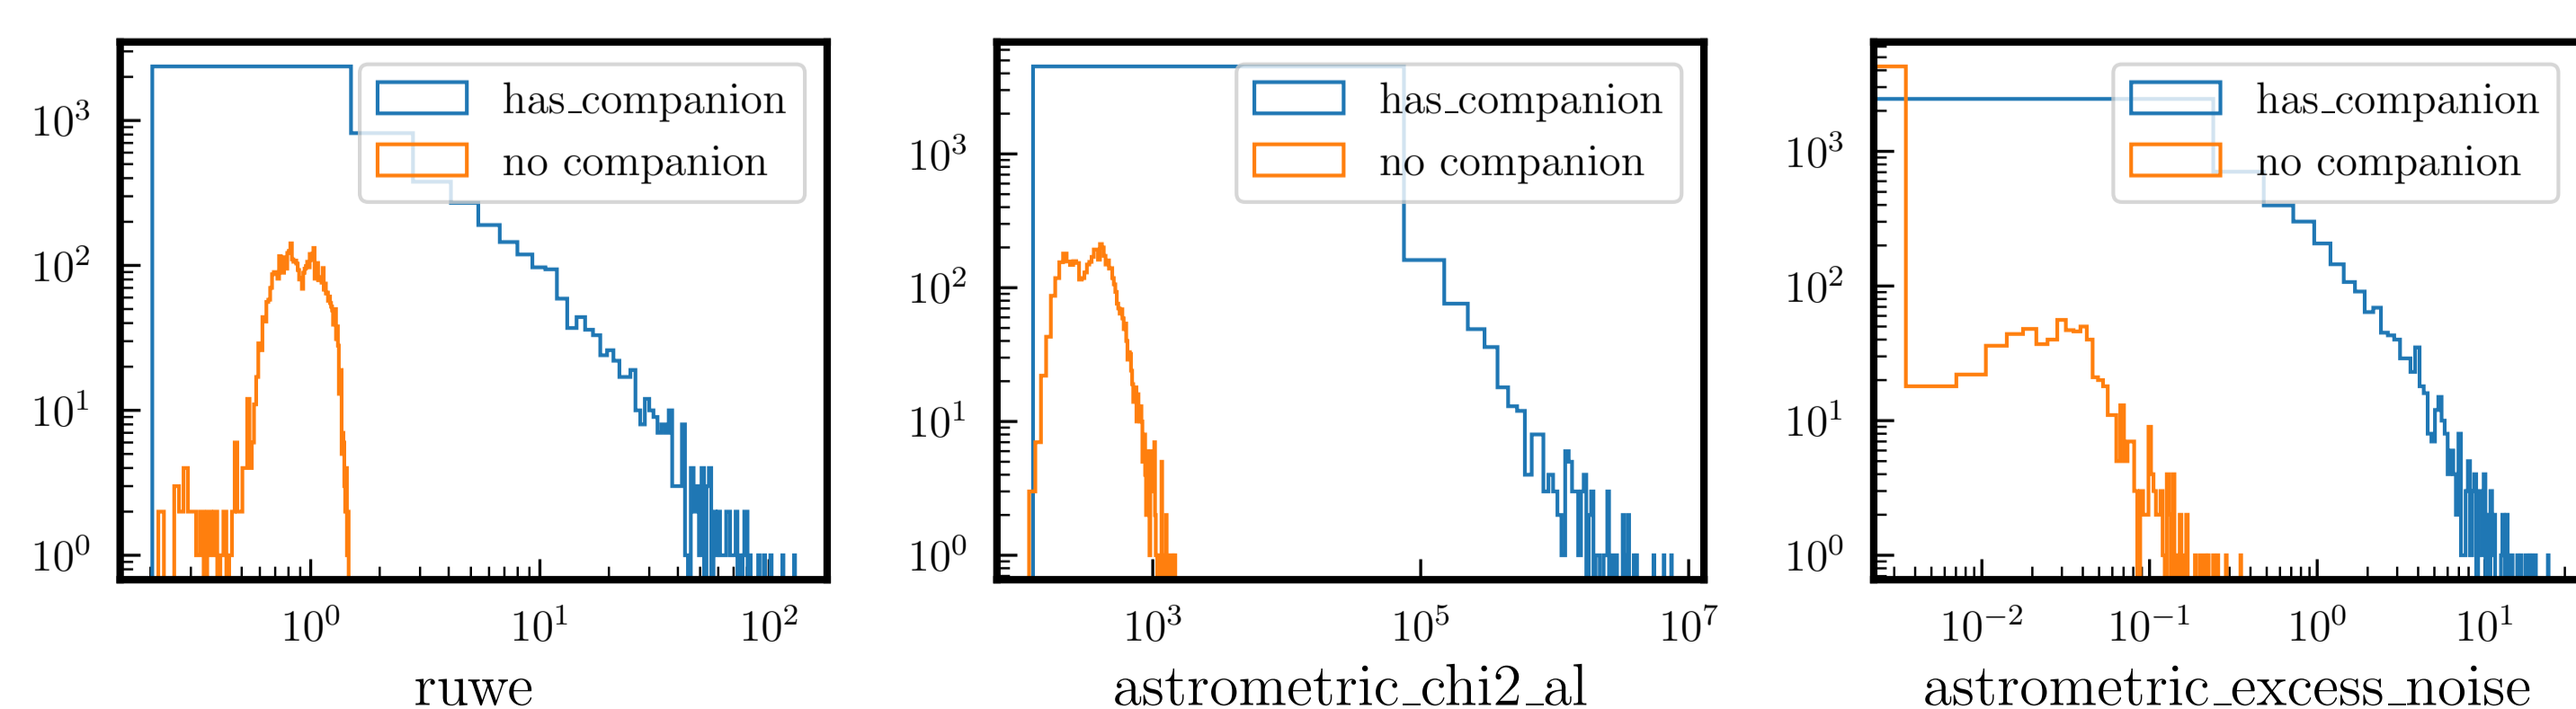 has_companion
no companion
10^3
10^2
10^1
10^0
10^0 10^1 10^2
ruwe
has_companion
no companion
10^3
10^2
10^1
10^0
10^3 10^5 10^7
astrometric_chi2_al
has_companion
no companion
10^3
10^2
10^1
10^0
10^−2 10^−1 10^0 10^1
astrometric_excess_noise